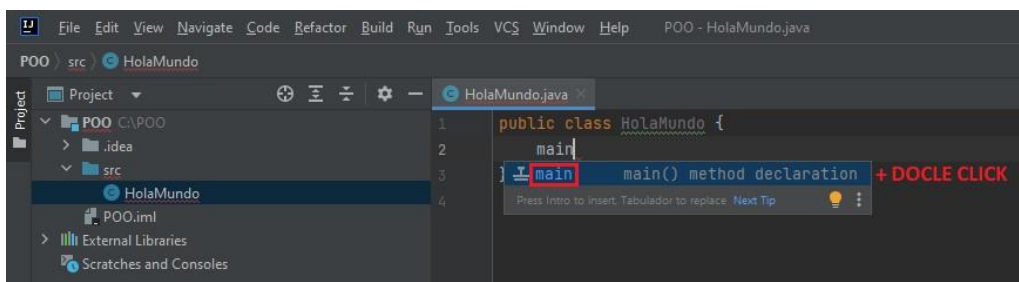 File Edit View Navigate Code Refactor Build Run Tools VCS Window Help POO - HolaMundo.java
POO src HolaMundo
Project
Project
HolaMundo.java
POO C:\POO
.idea
src
HolaMundo
POO.iml
External Libraries
Scratches and Consoles
1 public class HolaMundo {
2 main
3 }
4
main main() method declaration + DOCLE CLICK
Press Intro to insert, Tabulador to replace Next Tip